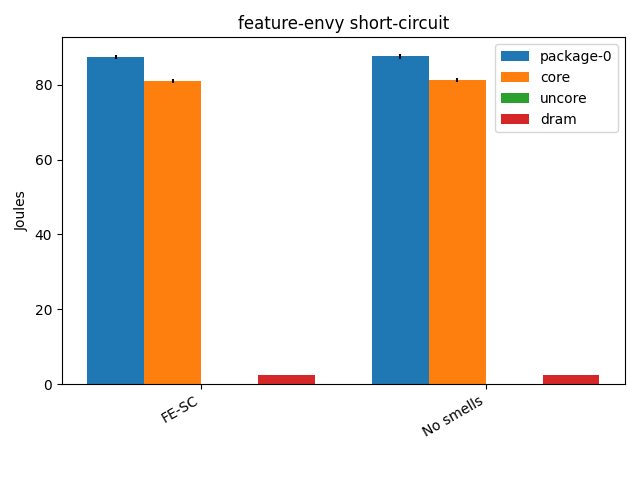 feature-envy short-circuit
package-0
core
uncore
dram
Joules
80
60
40
20
0
FE-SC
No smells